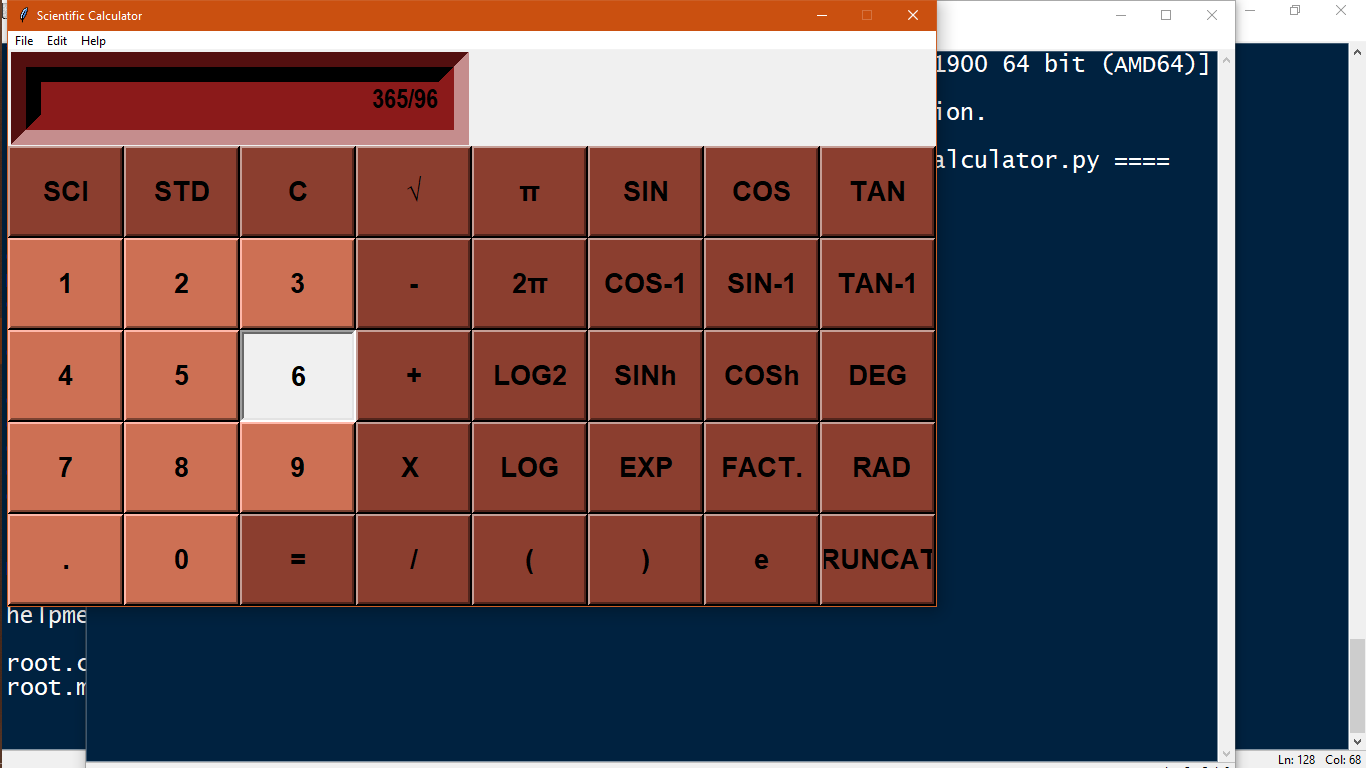 Scientific Calculator
File Edit Help
1900 64 bit (AMD64)]
365/96
ion.
alculator.py ====
SCI STD C √ π SIN COS TAN
1 2 3 - 2π COS-1 SIN-1 TAN-1
4 5 6 + LOG2 SINh COSh DEG
7 8 9 X LOG EXP FACT. RAD
. 0 = / ( ) e RUNCAT
helpme
root.c
root.m
Ln: 128 Col: 68